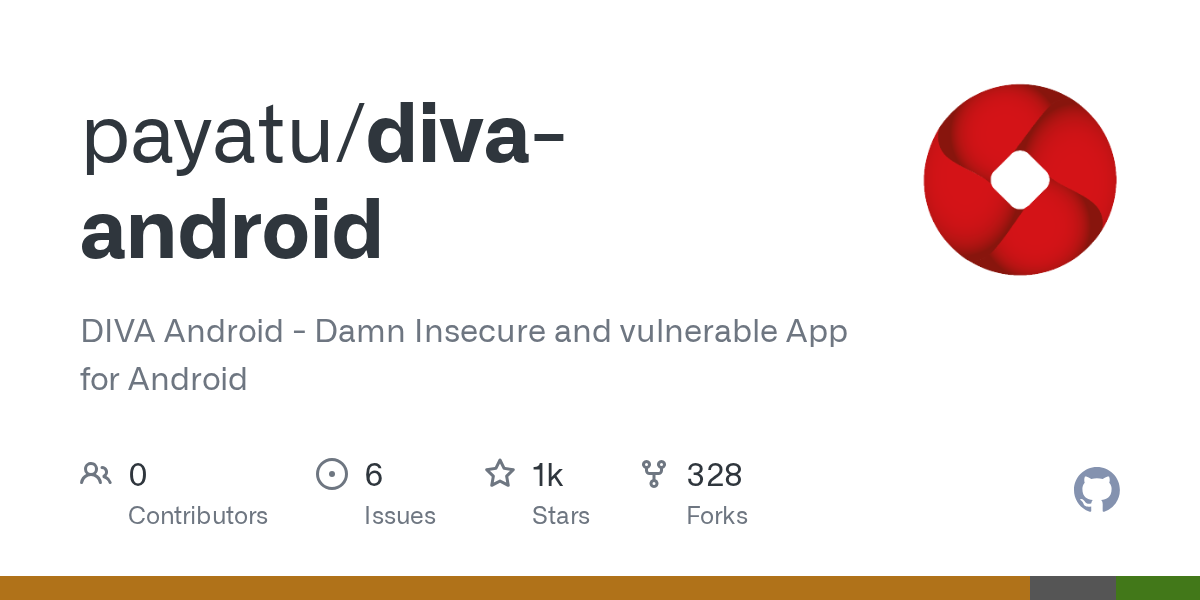 payatu/diva-
android
DIVA Android - Damn Insecure and vulnerable App
for Android
0 6 1k 328
Contributors Issues Stars Forks